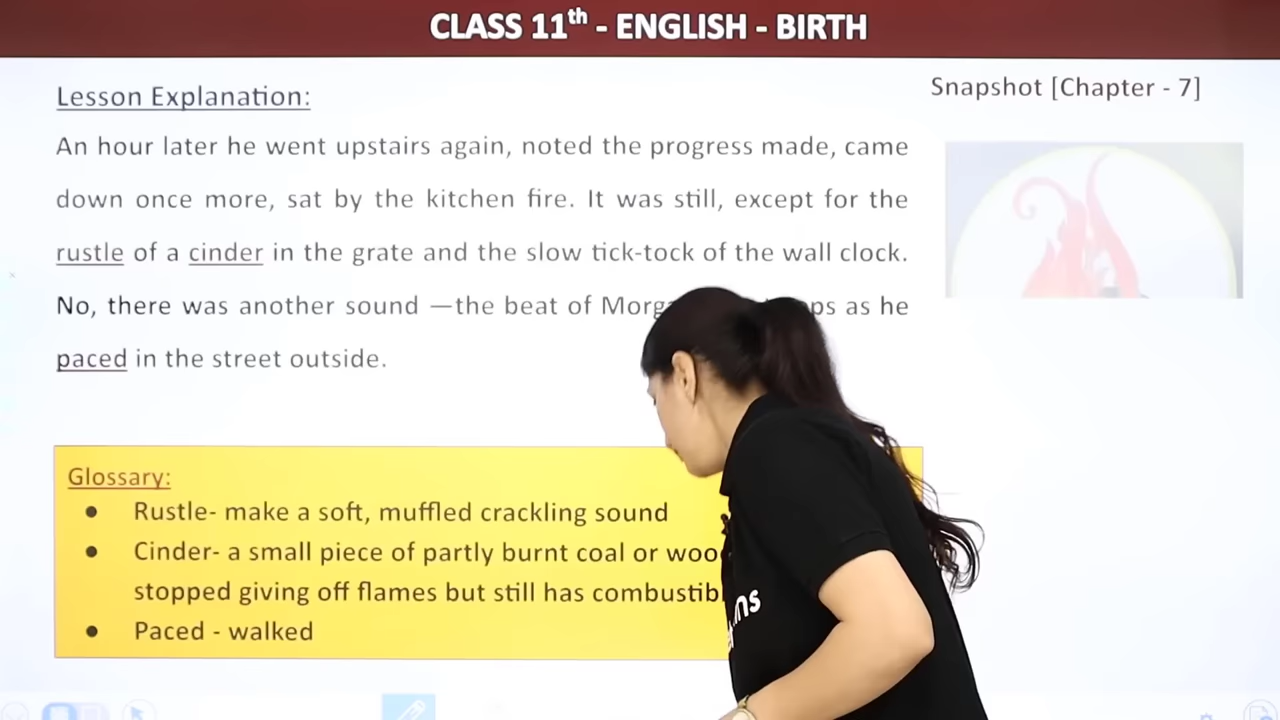 CLASS 11th - ENGLISH - BIRTH
Lesson Explanation:
Snapshot [Chapter - 7]
An hour later he went upstairs again, noted the progress made, came
down once more, sat by the kitchen fire. It was still, except for the
rustle of a cinder in the grate and the slow tick-tock of the wall clock.
No, there was another sound —the beat of as he
paced in the street outside.
Glossary:
● Rustle- make a soft, muffled crackling sound
● Cinder- a small piece of partly burnt coal or
stopped giving off flames but still has
● Paced - walked